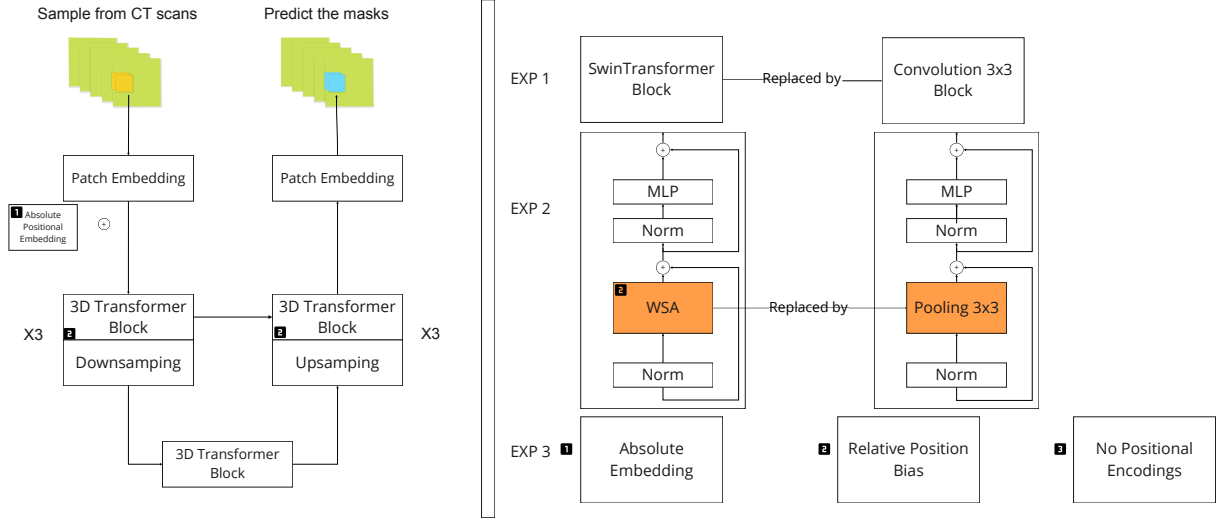 Sample from CT scans
Predict the masks
Patch Embedding
Patch Embedding
1 Absolute
Positional
Embedding
+
X3
3D Transformer
Block
2
Downsamping
3D Transformer
Block
2
Upsamping
X3
3D Transformer
Block
EXP 1
SwinTransformer
Block
Replaced by
Convolution 3x3
Block
EXP 2
+
MLP
Norm
+
2
WSA
Norm
Replaced by
+
MLP
Norm
+
Pooling 3x3
Norm
EXP 3
1
Absolute
Embedding
2
Relative Position
Bias
3
No Positional
Encodings